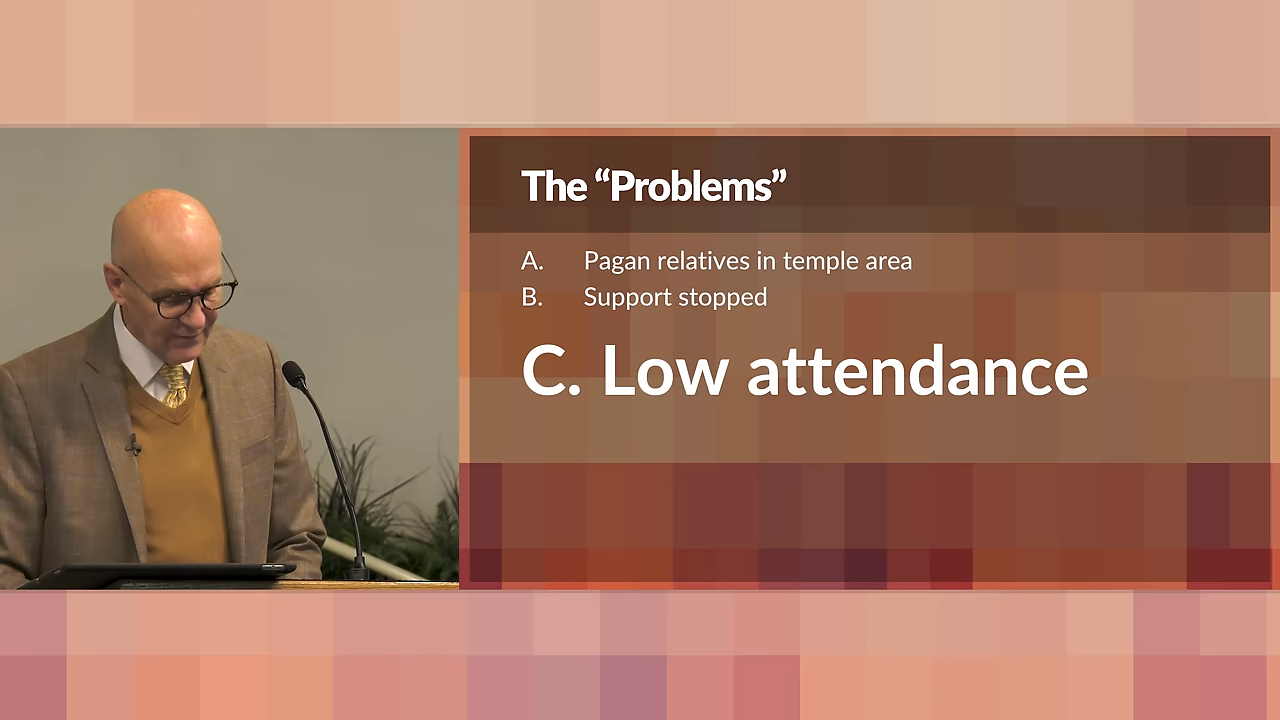 The “Problems”
A. Pagan relatives in temple area
B. Support stopped
C. Low attendance